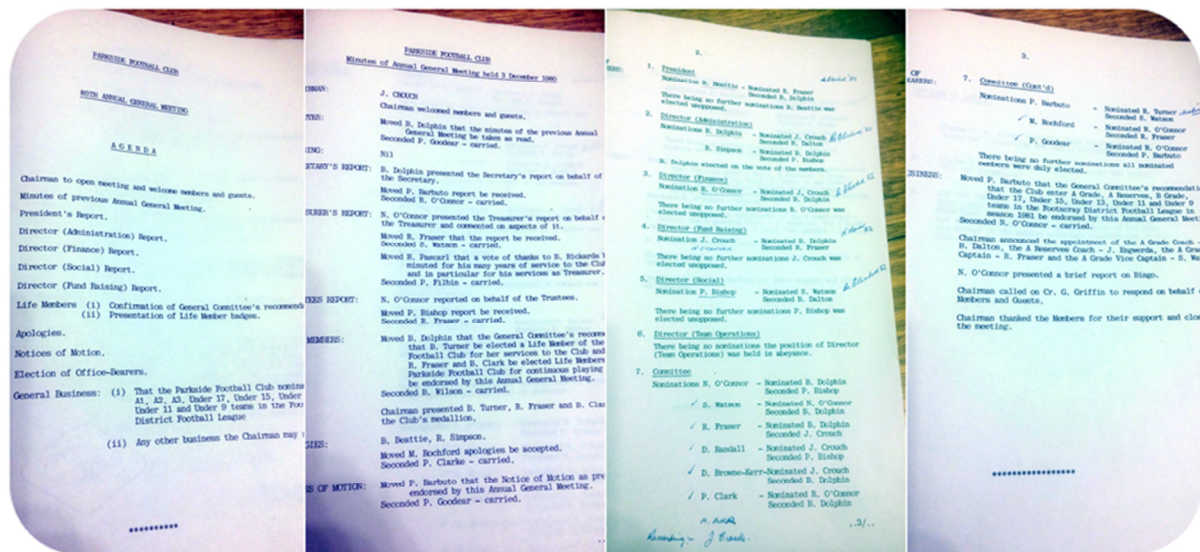 PARKSIDE FOOTBALL CLUB
80TH ANNUAL GENERAL MEETING
A G E N D A
Chairman to open meeting and welcome members and guests.
Minutes of previous Annual General Meeting.
President's Report.
Director (Administration) Report.
Director (Finance) Report.
Director (Social) Report.
Director (Fund Raising) Report.
Life Members (i) Confirmation of General Committee's recommend
(ii) Presentation of Life Member badges.
Apologies.
Notices of Motion.
Election of Office-Bearers.
General Business: (i) That the Parkside Football Club nomina
A1, A2, A3, Under 17, Under 15, Under
Under 11 and Under 9 teams in the Foo
District Football League
(ii) Any other business the Chairman may
**********
PARKSIDE FOOTBALL CLUB
Minutes of Annual General Meeting held 3 December 1980
RMAN: J. CROUCH
Chairman welcomed members and guests.
TES: Moved B. Dolphin that the minutes of the previous Annual
General Meeting be taken as read.
Seconded P. Goodear - carried.
ING: Nil
ETARY'S REPORT: B. Dolphin presented the Secretary's report on behalf of
the Secretary.
Moved P. Barbuto report be received.
Seconded R. O'Connor - carried.
SURER'S REPORT: N. O'Connor presented the Treasurer's report on behalf o
the Treasurer and commented on aspects of it.
Moved R. Fraser that the report be received.
Seconded S. Watson - carried.
Moved H. Pascari that a vote of thanks to B. Rickards b
minuted for his many years of service to the Club
and in particular for his services as Treasurer.
Seconded P. Filbin - carried.
EES REPORT: N. O'Connor reported on behalf of the Trustees.
Moved P. Bishop report be received.
Seconded R. Fraser - carried.
MEMBERS: Moved B. Dolphin that the General Committee's recomm
that B. Turner be elected a Life Member of the
Football Club for her services to the Club and
R. Fraser and B. Clark be elected Life Members
Parkside Football Club for continuous playing
be endorsed by this Annual General Meeting.
Seconded B. Wilson - carried.
Chairman presented B. Turner, R. Fraser and B. Clar
the Club's medallion.
GIES: B. Beattie, R. Simpson.
Moved M. Rochford apologies be accepted.
Seconded P. Clarke - carried.
S OF MOTION: Moved P. Barbuto that the Notice of Motion as pre
endorsed by this Annual General Meeting.
Seconded P. Goodear - carried.
2.
1. President
Nomination B. Beattie - Nominated R. Fraser
Seconded B. Dolphin
There being no further nominations B. Beattie was
elected unopposed.
2. Director (Administration)
Nominations B. Dolphin - Nominated J. Crouch
Seconded B. Dalton
R. Simpson - Nominated B. Dolphin
Seconded P. Bishop
B. Dolphin elected on the vote of the members.
3. Director (Finance)
Nomination R. O'Connor - Nominated J. Crouch
Seconded B. Dolphin
There being no further nominations R. O'Connor was
elected unopposed.
4. Director (Fund Raising)
Nomination J. Crouch - Nominated B. Dolphin
Seconded R. Fraser
There being no further nominations J. Crouch was
elected unopposed.
5. Director (Social)
Nomination P. Bishop - Nominated S. Watson
Seconded B. Dalton
There being no further nominations P. Bishop was
elected unopposed.
6. Director (Team Operations)
There being no nominations the position of Director
(Team Operations) was held in abeyance.
7. Committee
Nominations N. O'Connor - Nominated B. Dolphin
Seconded P. Bishop
S. Watson - Nominated N. O'Connor
Seconded B. Dolphin
R. Fraser - Nominated B. Dolphin
Seconded J. Crouch
D. Randall - Nominated J. Crouch
Seconded P. Bishop
D. Browne-Kerr-Nominated J. Crouch
Seconded B. Dolphin
P. Clark - Nominated R. O'Connor
Seconded B. Dolphin
..3/..
3.
OF
EARERS: 7. Committee (Cont'd)
Nominations P. Barbuto - Nominated B. Turner
Seconded S. Watson
M. Rochford - Nominated N. O'Connor
Seconded R. Fraser
P. Goodear - Nominated R. O'Connor
Seconded P. Barbuto
There being no further nominations all nominated
members were duly elected.
USINESS: Moved P. Barbuto that the General Committee's recommendati
that the Club enter A Grade, A Reserves, B Grade,
Under 17, Under 15, Under 13, Under 11 and Under 9
teams in the Footscray District Football League in
season 1981 be endorsed by this Annual General Meet
Seconded N. O'Connor - carried.
Chairman announced the appointment of the A Grade Coach -
B. Dalton, the A Reserves Coach - J. Engwerda, the A Gra
Captain - R. Fraser and the A Grade Vice Captain - S. Wa
N. O'Connor presented a brief report on Bingo.
Chairman called on Cr. G. Griffin to respond on behalf o
Members and Guests.
Chairman thanked the Members for their support and clos
the meeting.
*****************